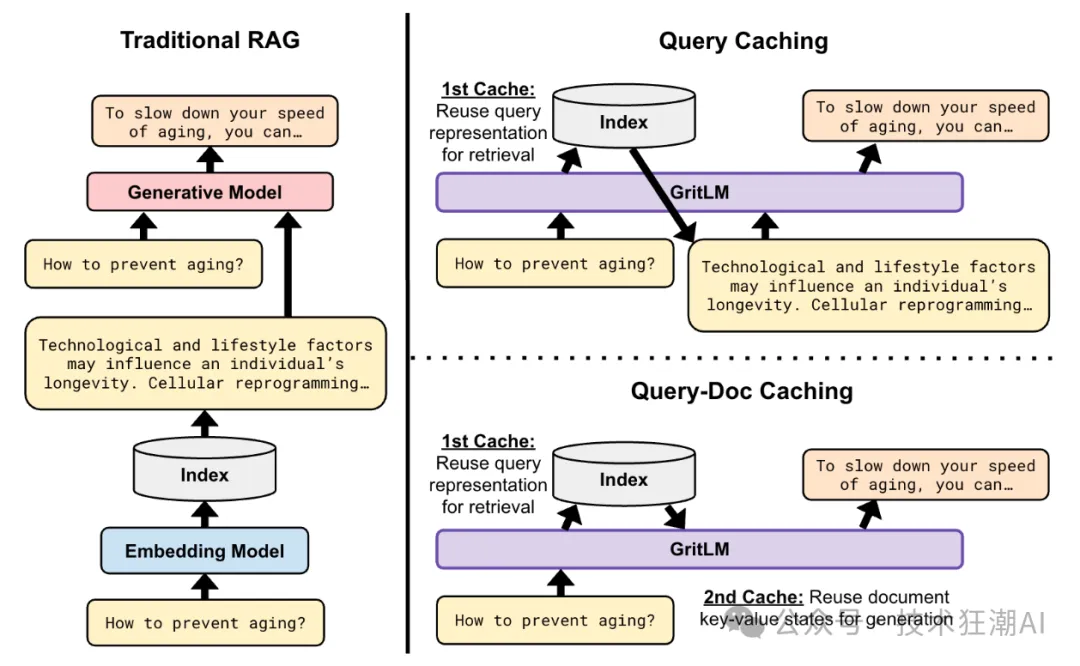 Traditional RAG
To slow down your speed
of aging, you can…
Generative Model
How to prevent aging?
Technological and lifestyle factors
may influence an individual's
longevity. Cellular reprogramming…
Index
Embedding Model
How to prevent aging?
Query Caching
1st Cache:
Reuse query
representation
for retrieval
Index
To slow down your speed
of aging, you can…
GritLM
How to prevent aging?
Technological and lifestyle factors
may influence an individual's
longevity. Cellular reprogramming…
Query-Doc Caching
1st Cache:
Reuse query
representation
for retrieval
Index
To slow down your speed
of aging, you can…
GritLM
How to prevent aging?
2nd Cache: Reuse document
key-value states for generation
公众号 · 技术狂潮AI